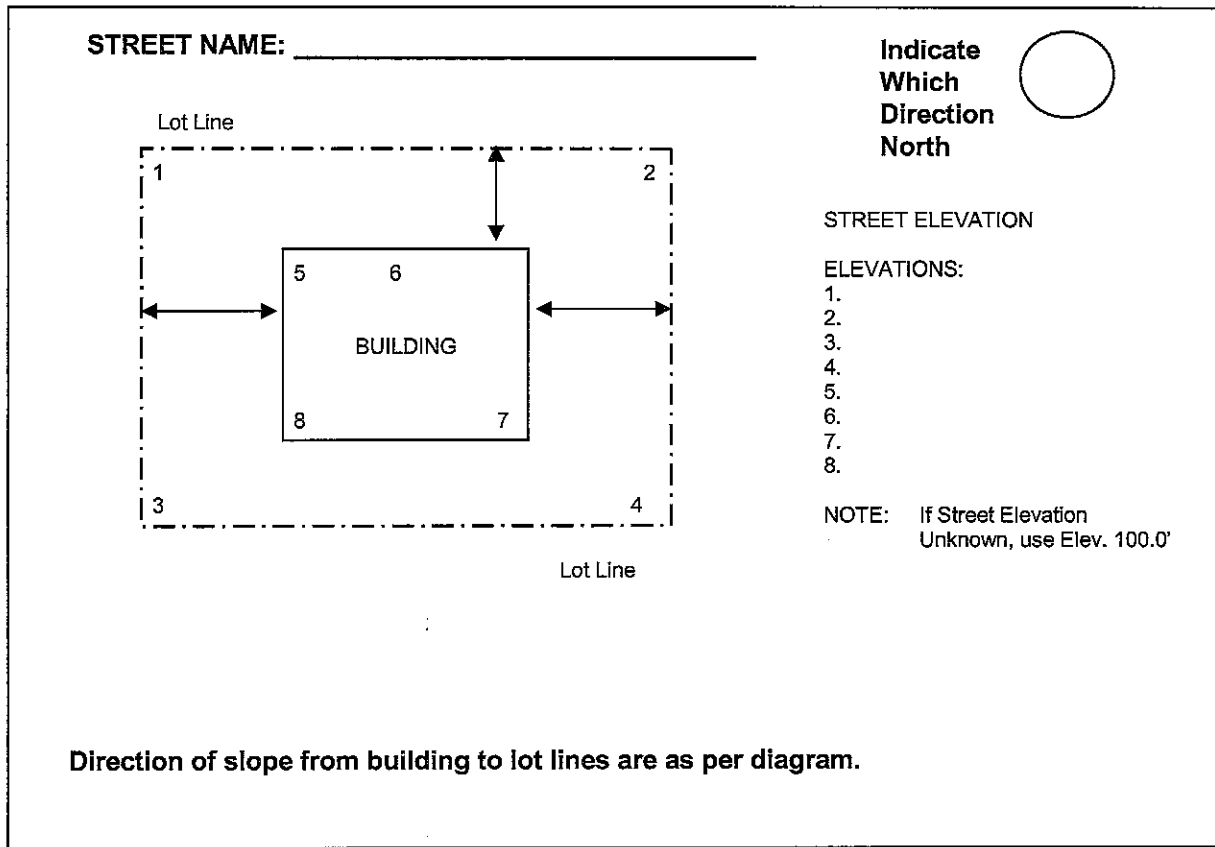 STREET NAME:
Indicate
Which
Direction
North
Lot Line
1
2
5
6
BUILDING
8
7
3
4
Lot Line
STREET ELEVATION
ELEVATIONS:
1.
2.
3.
4.
5.
6.
7.
8.
NOTE: If Street Elevation
Unknown, use Elev. 100.0'
Direction of slope from building to lot lines are as per diagram.